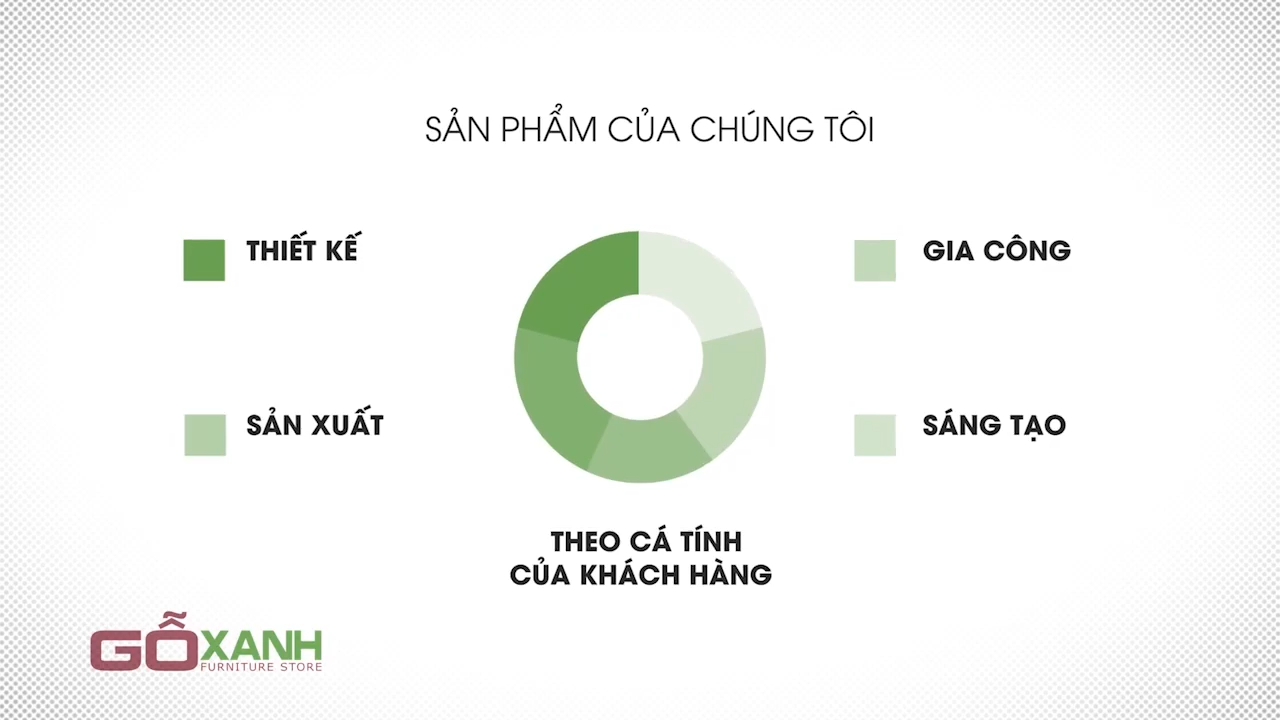 SẢN PHẨM CỦA CHÚNG TÔI
THIẾT KẾ
GIA CÔNG
SẢN XUẤT
SÁNG TẠO
THEO CÁ TÍNH
CỦA KHÁCH HÀNG
GỖXANH
FURNITURE STORE